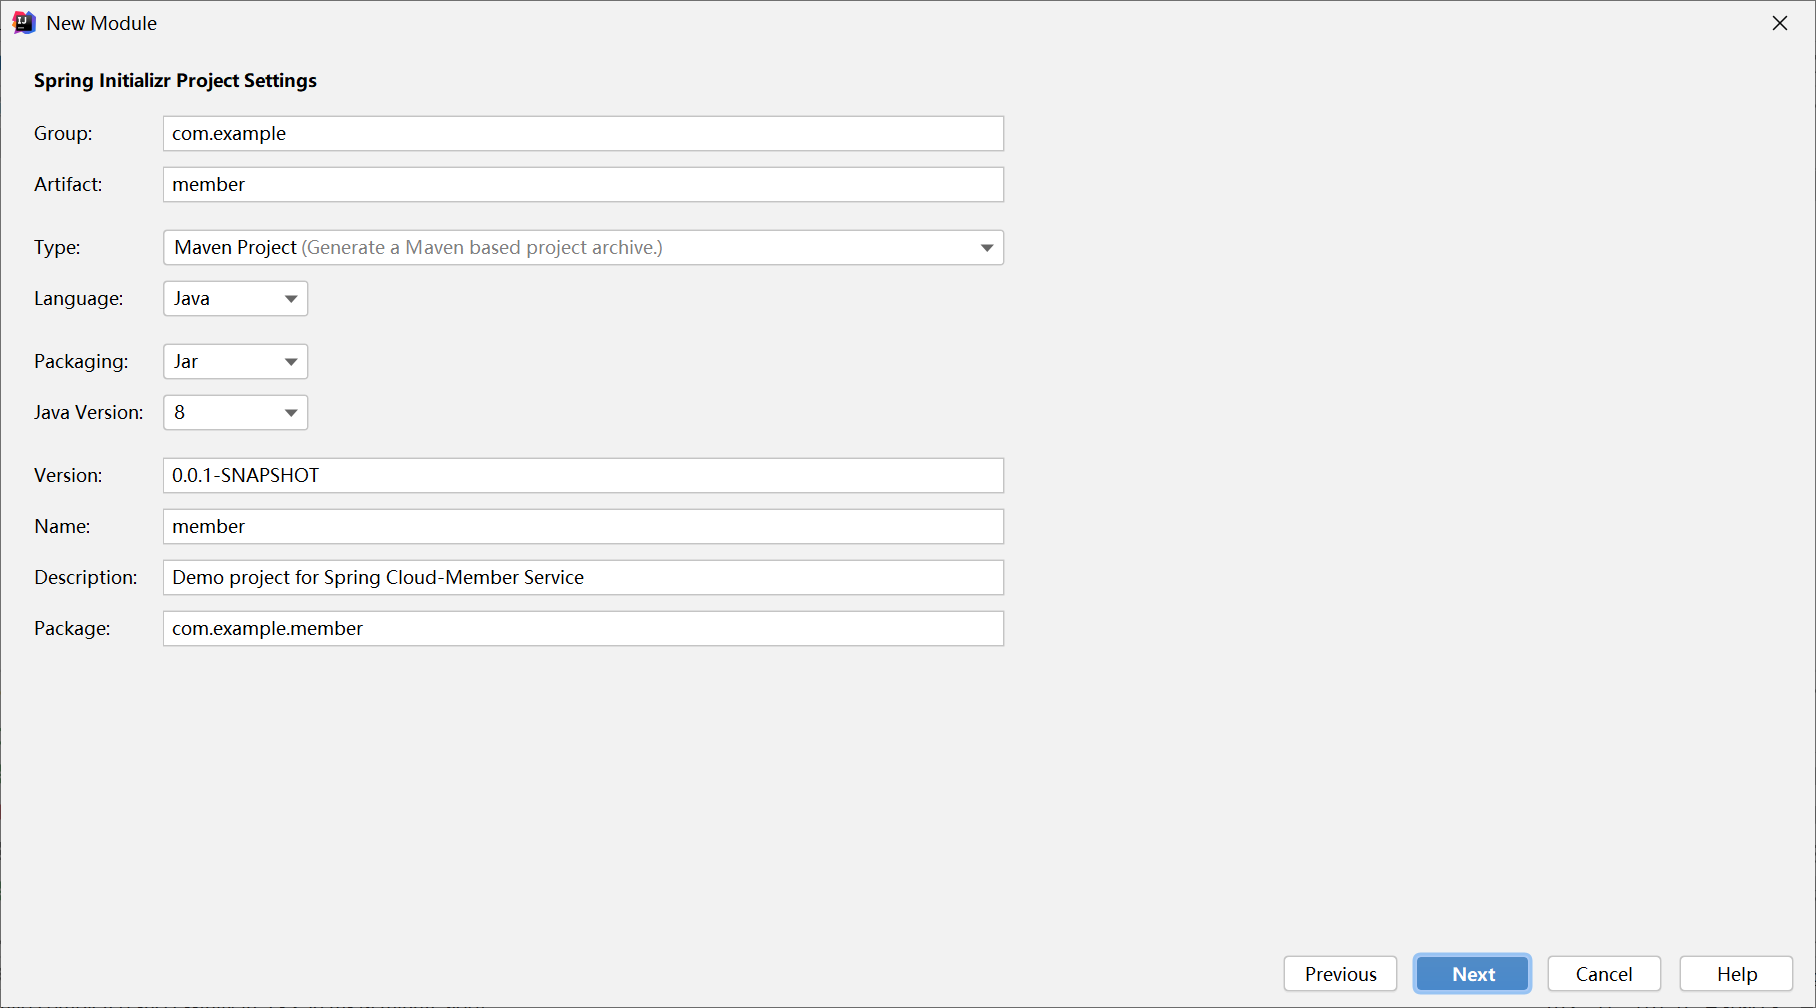 New Module
Spring Initializr Project Settings
Group: com.example
Artifact: member
Type: Maven Project (Generate a Maven based project archive.)
Language: Java
Packaging: Jar
Java Version: 8
Version: 0.0.1-SNAPSHOT
Name: member
Description: Demo project for Spring Cloud-Member Service
Package: com.example.member
Previous Next Cancel Help